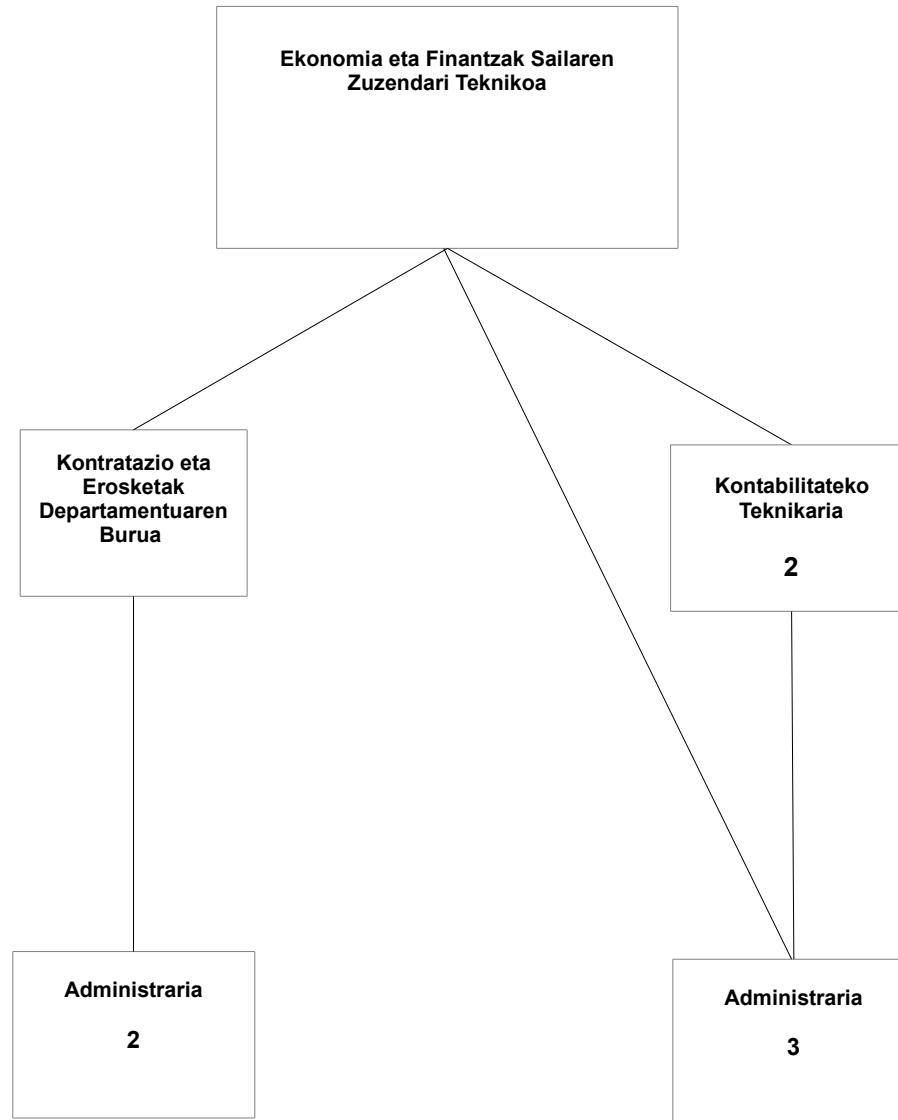 Ekonomia eta Finantzak Sailaren
Zuzendari Teknikoa
Kontratazio eta
Erosketak
Departamentuaren
Burua
Kontabilitateko
Teknikaria
2
Administraria
2
Administraria
3